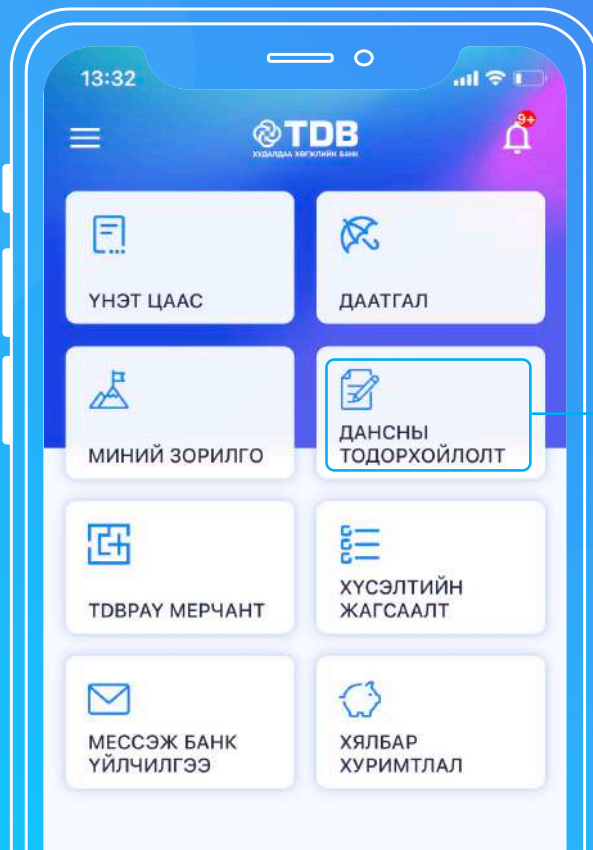 13:32
TDB
ХУДАЛДАА ХӨГЖЛИЙН БАНК
9+
ҮНЭТ ЦААС
ДААТГАЛ
МИНИЙ ЗОРИЛГО
ДАНСНЫ
ТОДОРХОЙЛОЛТ
TDBPAY МЕРЧАНТ
ХҮСЭЛТИЙН
ЖАГСААЛТ
МЕССЭЖ БАНК
ҮЙЛЧИЛГЭЭ
ХЯЛБАР
ХУРИМТЛАЛ